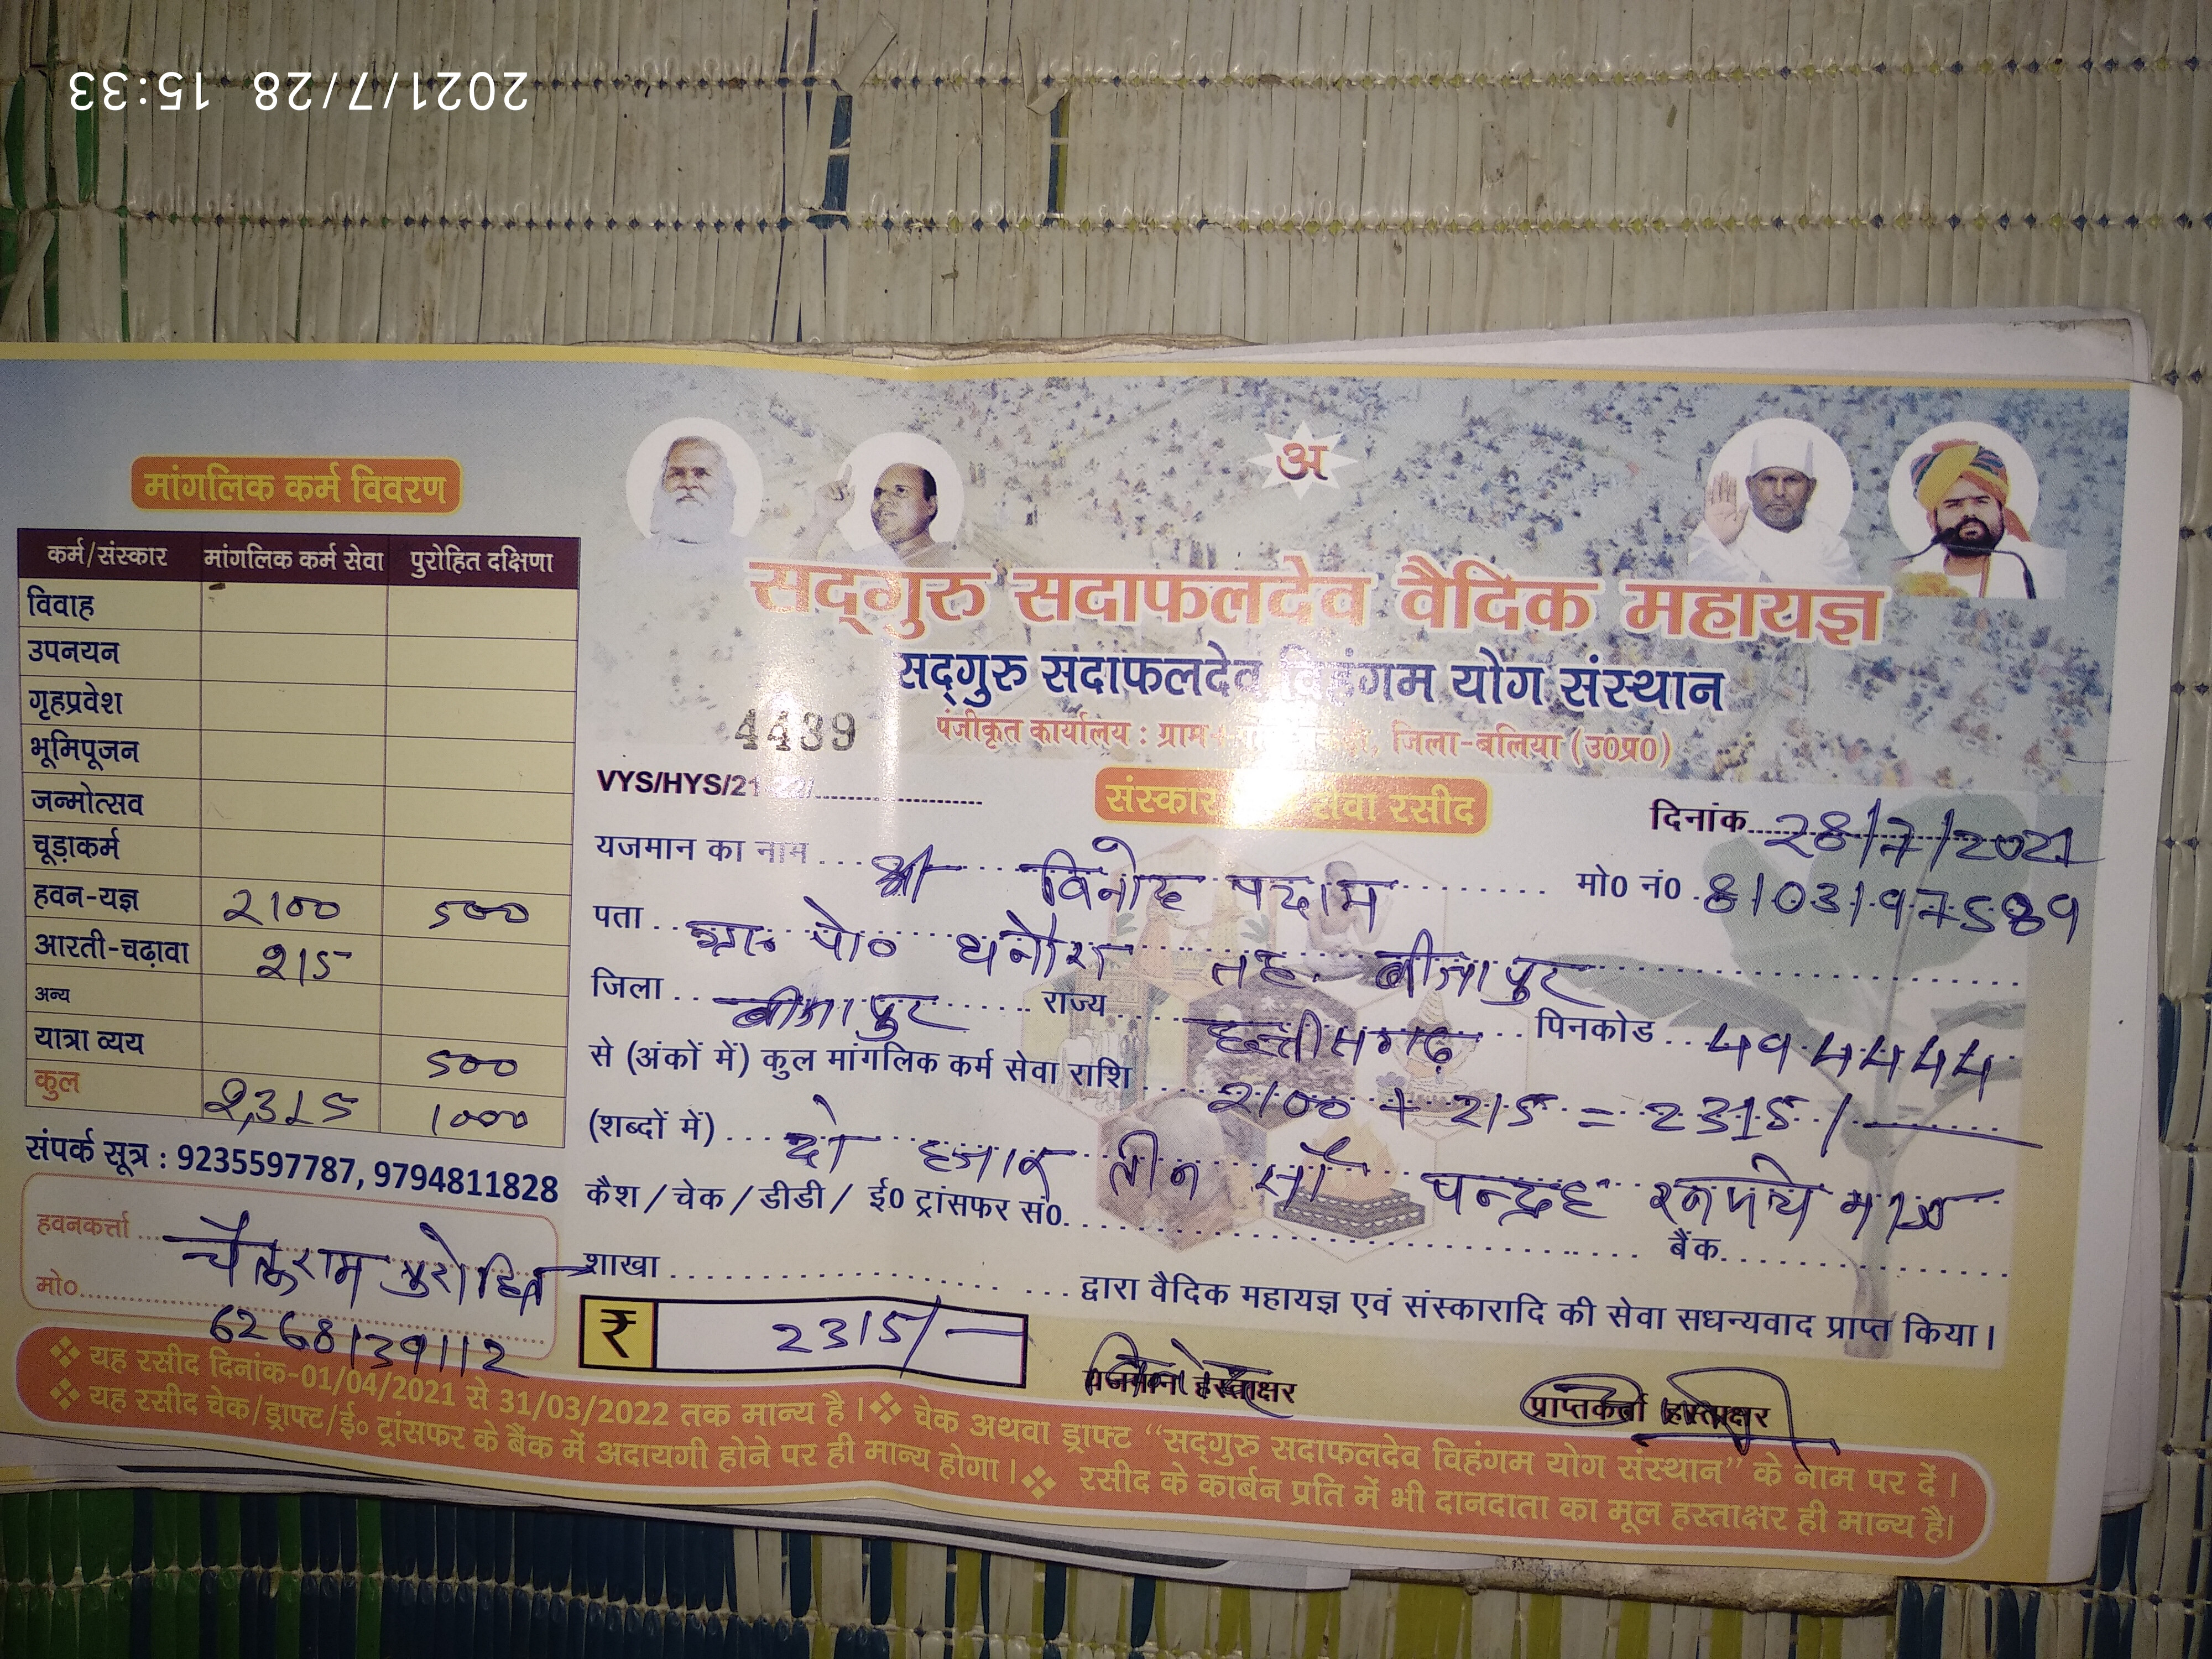 2021/7/28 15:33
अ
सद्गुरु सदाफलदेव वैदिक महायज्ञ
सद्गुरु सदाफलदेव विहंगम योग संस्थान
4439
पंजीकृत कार्यालय : ग्राम जिला-बलिया (उ0प्र0)
VYS/HYS/21
संस्कार सेवा रसीद
दिनांक 28/7/2021
यजमान का नाम श्री विनोद पदाम मो0 नं0 8103197589
पता ग्रा. पो० धनोरा तह. बीजापुर
जिला बीजापुर राज्य छत्तीसगढ़ पिनकोड 494444
से (अंकों में) कुल मांगलिक कर्म सेवा राशि 2100 + 215 = 2315/-
(शब्दों में) दो हजार तीन सौ पन्द्रह रूपये मात्र
कैश / चेक / डीडी / ई0 ट्रांसफर सं0 बैंक
शाखा द्वारा वैदिक महायज्ञ एवं संस्कारादि की सेवा सधन्यवाद प्राप्त किया।
₹ 2315/-
विनोद
यजमान हस्ताक्षर
प्राप्तकर्ता हस्ताक्षर
मांगलिक कर्म विवरण
कर्म/संस्कार मांगलिक कर्म सेवा पुरोहित दक्षिणा
विवाह
उपनयन
गृहप्रवेश
भूमिपूजन
जन्मोत्सव
चूड़ाकर्म
हवन-यज्ञ 2100 500
आरती-चढ़ावा 215
अन्य
यात्रा व्यय 500
कुल 2,315 1000
संपर्क सूत्र : 9235597787, 9794811828
हवनकर्त्ता चैतूराम पुरोहित
मो0 6268139112
❖ यह रसीद दिनांक-01/04/2021 से 31/03/2022 तक मान्य है। ❖ चेक अथवा ड्राफ्ट “सद्गुरु सदाफलदेव विहंगम योग संस्थान” के नाम पर दें।
❖ यह रसीद चेक/ड्राफ्ट/ई० ट्रांसफर के बैंक में अदायगी होने पर ही मान्य होगा। ❖ रसीद के कार्बन प्रति में भी दानदाता का मूल हस्ताक्षर ही मान्य है।